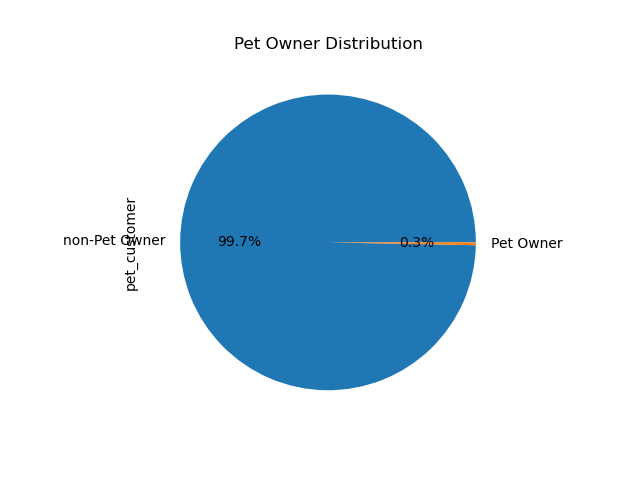 Pet Owner Distribution
non-Pet Owner
pet_customer
99.7%
0.3%
Pet Owner